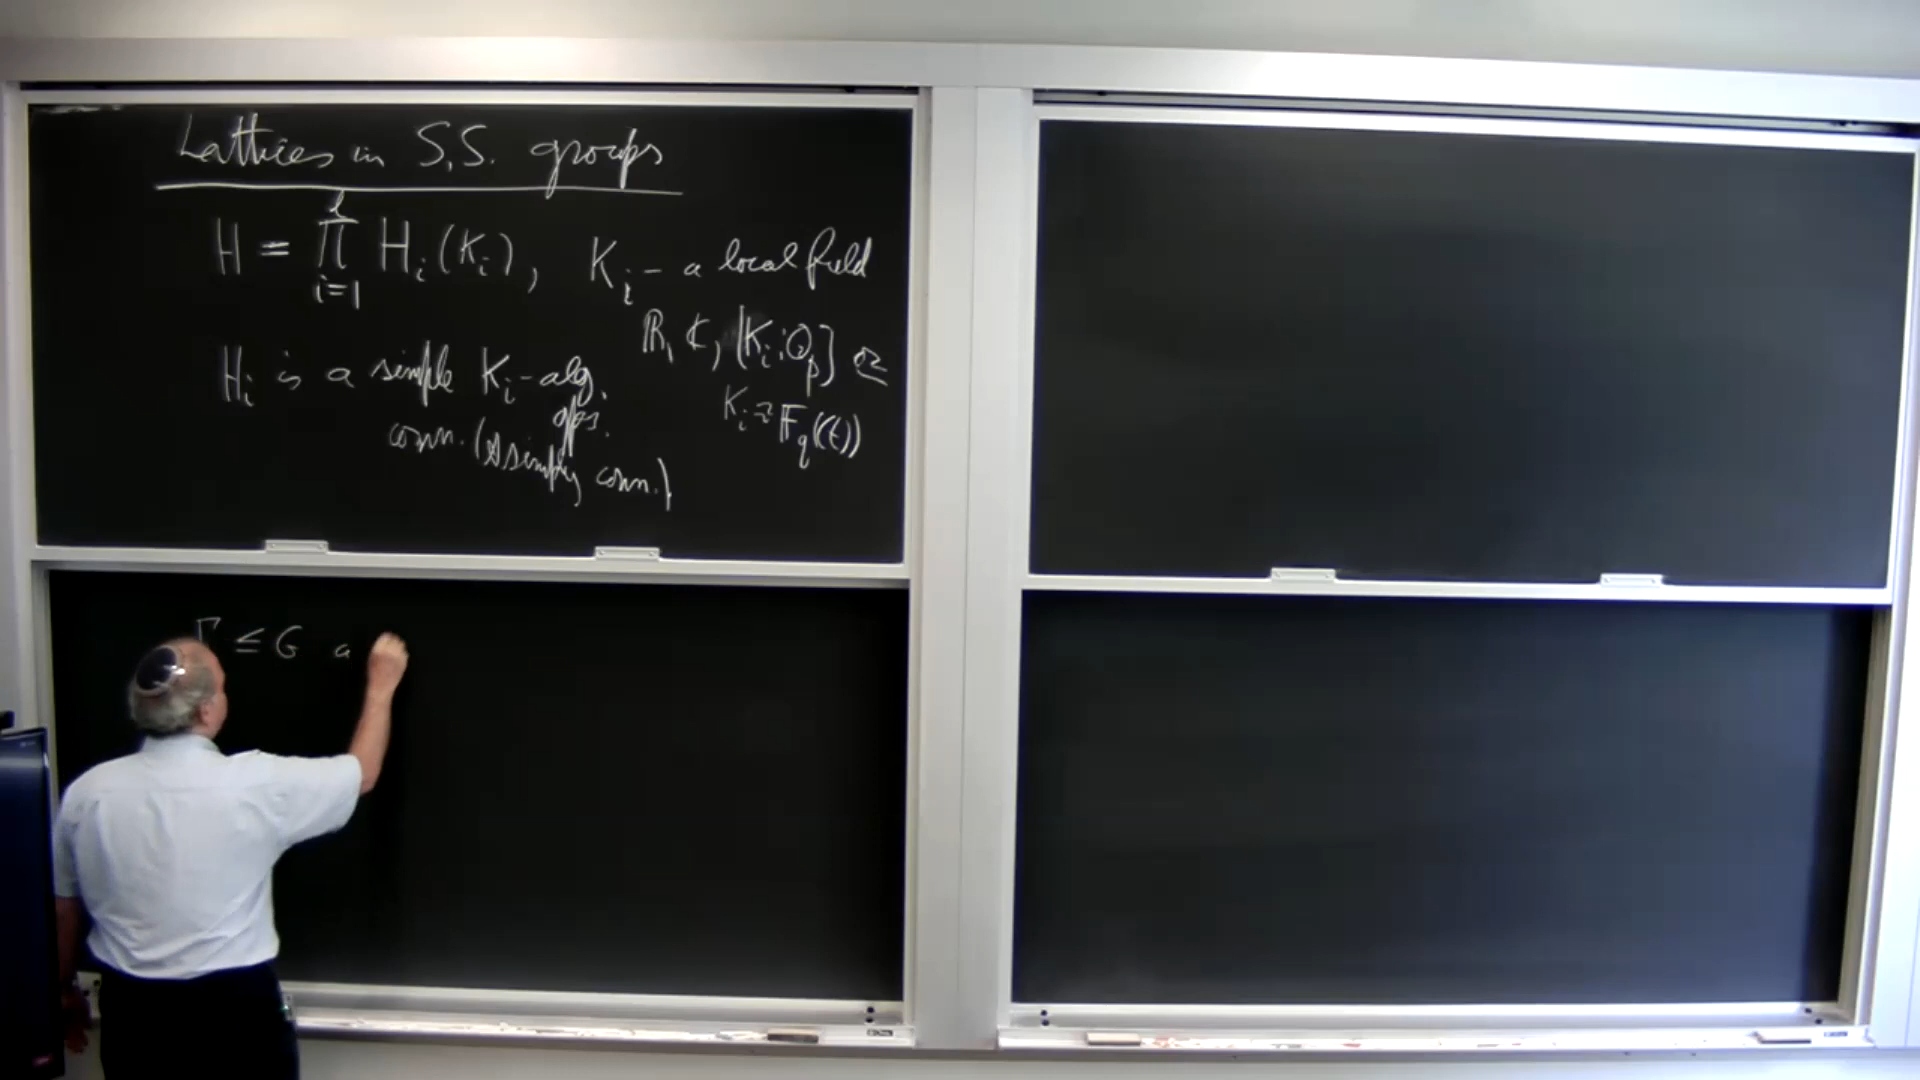 Lattices in S.S. groups
H = ∏_{i=1}^{l} H_i(K_i), K_i - a local field
ℝ, ℂ, [K_i:ℚ_p] or
H_i is a simple K_i-alg. gps.
K_i ≅ 𝔽_q((t))
conn. (& simply conn.)
Γ ≤ G a